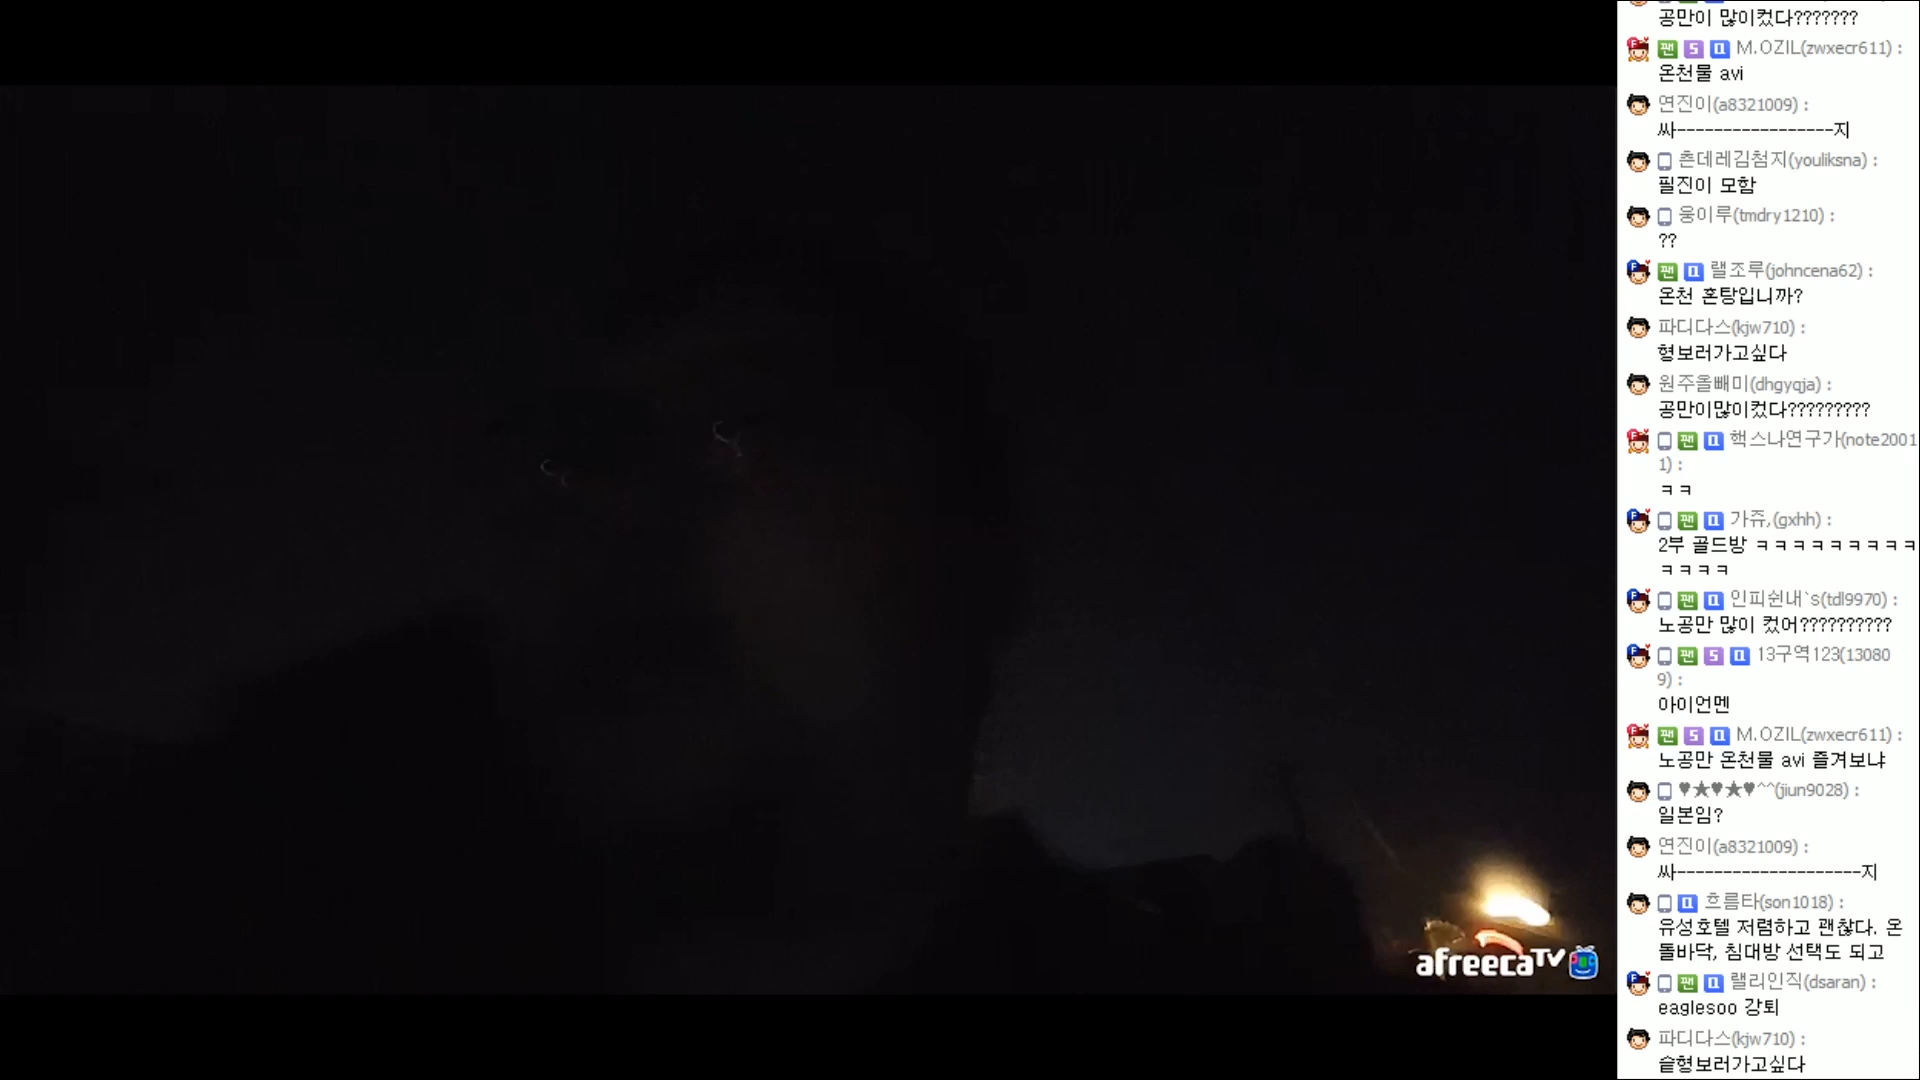 공만이 많이컸다???????
팬 S a M.OZIL(zwxecr611) :
온천물 avi
연진이(a8321009) :
싸-----------------지
츤데레김첨지(youliksna) :
필진이 모함
웅이루(tmdry1210) :
??
팬 a 랠조루(johncena62) :
온천 혼탕입니까?
파디다스(kjw710) :
형보러가고싶다
원주올빼미(dhgyqja) :
공만이많이컸다?????????
팬 a 핵스나연구가(note2001
1) :
ㅋㅋ
팬 a 가쥬,(gxhh) :
2부 골드방 ㅋㅋㅋㅋㅋㅋㅋㅋㅋ
ㅋㅋㅋㅋ
팬 a 인피쉰내`s(tdl9970) :
노공만 많이 컸어??????????
팬 S a 13구역123(13080
9) :
아이언멘
팬 S a M.OZIL(zwxecr611) :
노공만 온천물 avi 즐겨보냐
♥★♥★♥^^(jiun9028) :
일본임?
연진이(a8321009) :
싸--------------------지
a 흐름타(son1018) :
유성호텔 저렴하고 괜찮다. 온
돌바닥, 침대방 선택도 되고
팬 a 랠리인직(dsaran) :
eaglesoo 강퇴
파디다스(kjw710) :
슽형보러가고싶다
afreecaTV